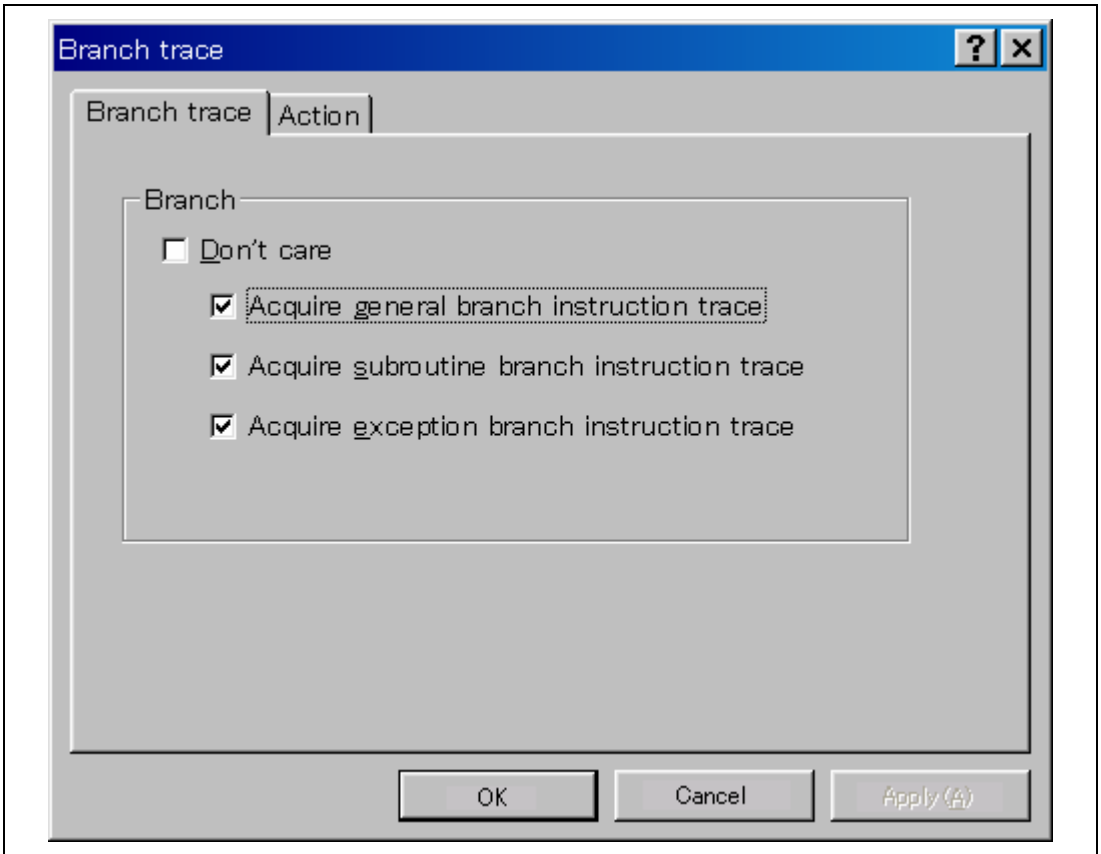 Branch trace
Branch trace Action
Branch
Don't care
Acquire general branch instruction trace
Acquire subroutine branch instruction trace
Acquire exception branch instruction trace
OK Cancel Apply(A)